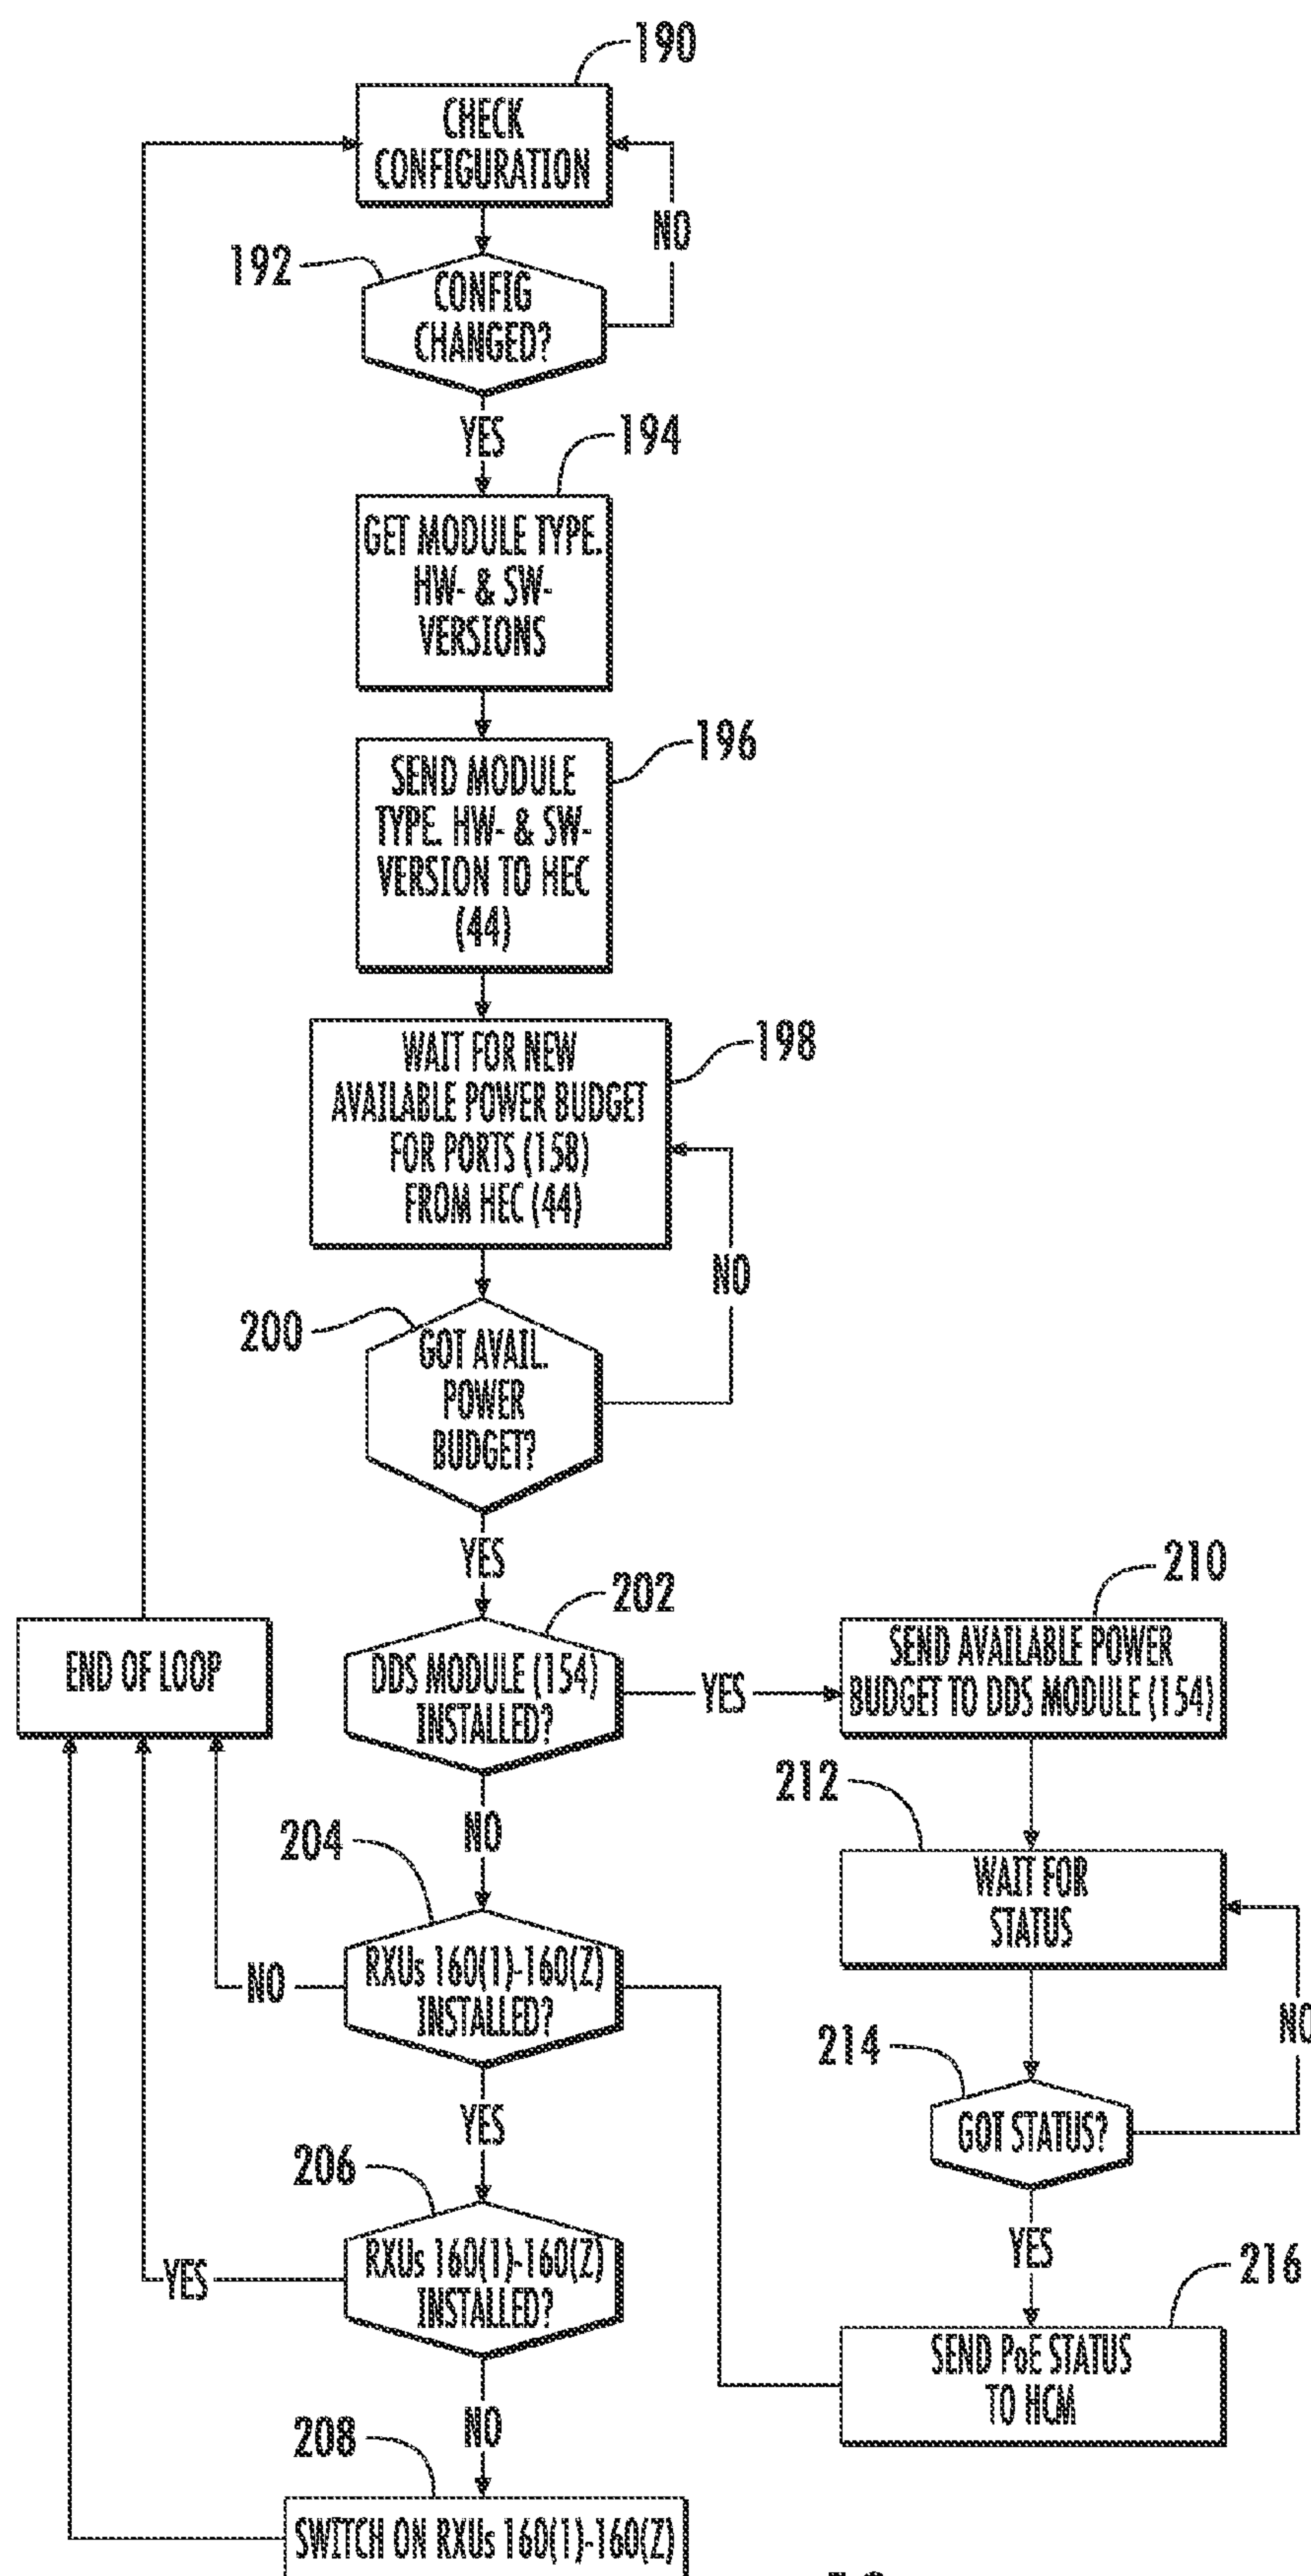 190
CHECK
CONFIGURATION
NO
192
CONFIG
CHANGED?
YES
194
GET MODULE TYPE.
HW- & SW-
VERSIONS
196
SEND MODULE
TYPE. HW- & SW-
VERSION TO HEC
(44)
198
WAIT FOR NEW
AVAILABLE POWER BUDGET
FOR PORTS (158)
FROM HEC (44)
NO
200
GOT AVAIL.
POWER
BUDGET?
YES
202
DDS MODULE (154)
INSTALLED?
YES
210
SEND AVAILABLE POWER
BUDGET TO DDS MODULE (154)
END OF LOOP
NO
212
WAIT FOR
STATUS
204
RXUs 160(1)-160(Z)
INSTALLED?
NO
NO
214
GOT STATUS?
YES
YES
206
RXUs 160(1)-160(Z)
INSTALLED?
YES
216
SEND PoE STATUS
TO HCM
NO
208
SWITCH ON RXUs 160(1)-160(Z)